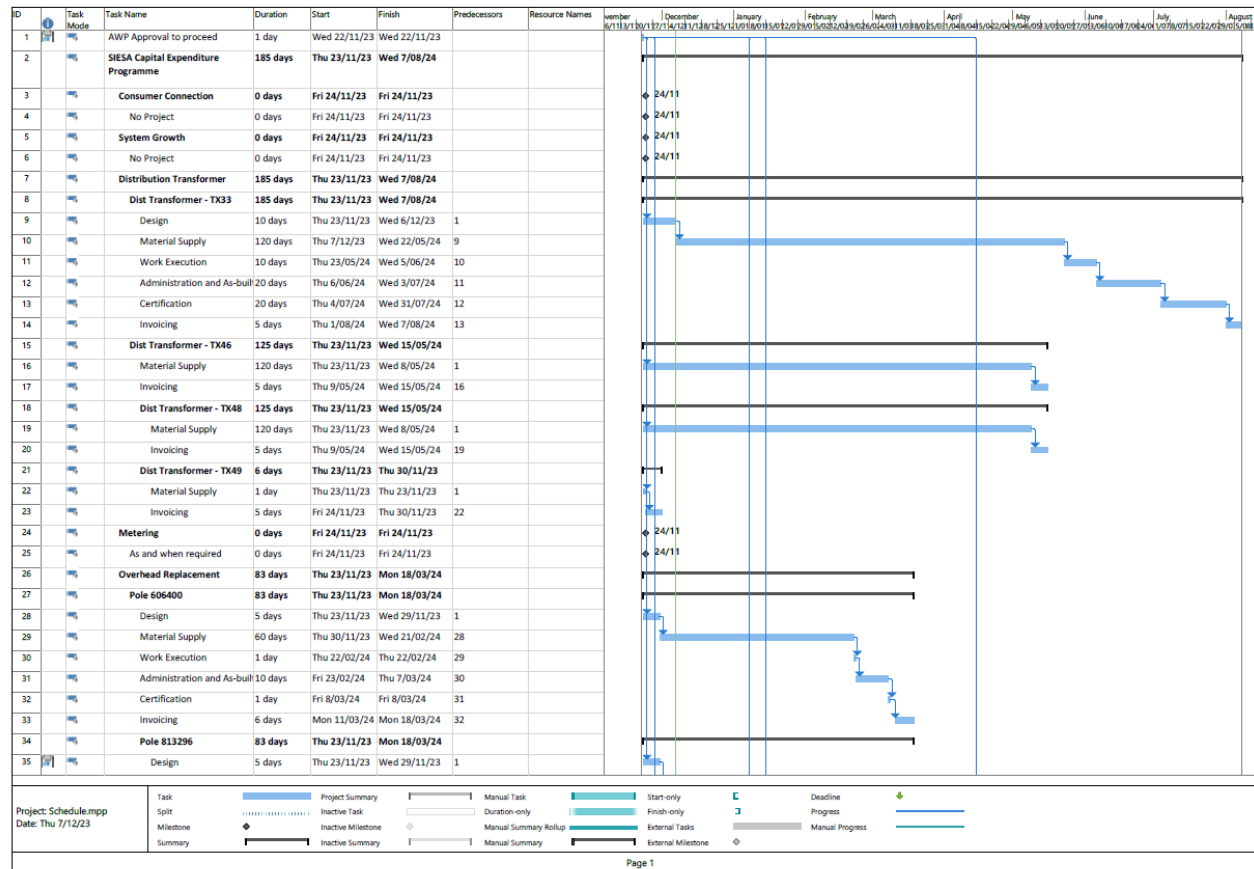 ID Task Mode Task Name Duration Start Finish Predecessors Resource Names
December January February March April May June July August
1 AWP Approval to proceed 1 day Wed 22/11/23 Wed 22/11/23
2 SIESA Capital Expenditure Programme 185 days Thu 23/11/23 Wed 7/08/24
3 Consumer Connection 0 days Fri 24/11/23 Fri 24/11/23 24/11
4 No Project 0 days Fri 24/11/23 Fri 24/11/23 24/11
5 System Growth 0 days Fri 24/11/23 Fri 24/11/23 24/11
6 No Project 0 days Fri 24/11/23 Fri 24/11/23 24/11
7 Distribution Transformer 185 days Thu 23/11/23 Wed 7/08/24
8 Dist Transformer - TX33 185 days Thu 23/11/23 Wed 7/08/24
9 Design 10 days Thu 23/11/23 Wed 6/12/23 1
10 Material Supply 120 days Thu 7/12/23 Wed 22/05/24 9
11 Work Execution 10 days Thu 23/05/24 Wed 5/06/24 10
12 Administration and As-buil 20 days Thu 6/06/24 Wed 3/07/24 11
13 Certification 20 days Thu 4/07/24 Wed 31/07/24 12
14 Invoicing 5 days Thu 1/08/24 Wed 7/08/24 13
15 Dist Transformer - TX46 125 days Thu 23/11/23 Wed 15/05/24
16 Material Supply 120 days Thu 23/11/23 Wed 8/05/24 1
17 Invoicing 5 days Thu 9/05/24 Wed 15/05/24 16
18 Dist Transformer - TX48 125 days Thu 23/11/23 Wed 15/05/24
19 Material Supply 120 days Thu 23/11/23 Wed 8/05/24 1
20 Invoicing 5 days Thu 9/05/24 Wed 15/05/24 19
21 Dist Transformer - TX49 6 days Thu 23/11/23 Thu 30/11/23
22 Material Supply 1 day Thu 23/11/23 Thu 23/11/23 1
23 Invoicing 5 days Fri 24/11/23 Thu 30/11/23 22
24 Metering 0 days Fri 24/11/23 Fri 24/11/23 24/11
25 As and when required 0 days Fri 24/11/23 Fri 24/11/23 24/11
26 Overhead Replacement 83 days Thu 23/11/23 Mon 18/03/24
27 Pole 606400 83 days Thu 23/11/23 Mon 18/03/24
28 Design 5 days Thu 23/11/23 Wed 29/11/23 1
29 Material Supply 60 days Thu 30/11/23 Wed 21/02/24 28
30 Work Execution 1 day Thu 22/02/24 Thu 22/02/24 29
31 Administration and As-buil 10 days Fri 23/02/24 Thu 7/03/24 30
32 Certification 1 day Fri 8/03/24 Fri 8/03/24 31
33 Invoicing 6 days Mon 11/03/24 Mon 18/03/24 32
34 Pole 813296 83 days Thu 23/11/23 Mon 18/03/24
35 Design 5 days Thu 23/11/23 Wed 29/11/23 1
Project: Schedule.mpp
Date: Thu 7/12/23
Task Project Summary Manual Task Start-only Deadline
Split Inactive Task Duration-only Finish-only Progress
Milestone Inactive Milestone Manual Summary Rollup External Tasks Manual Progress
Summary Inactive Summary Manual Summary External Milestone
Page 1